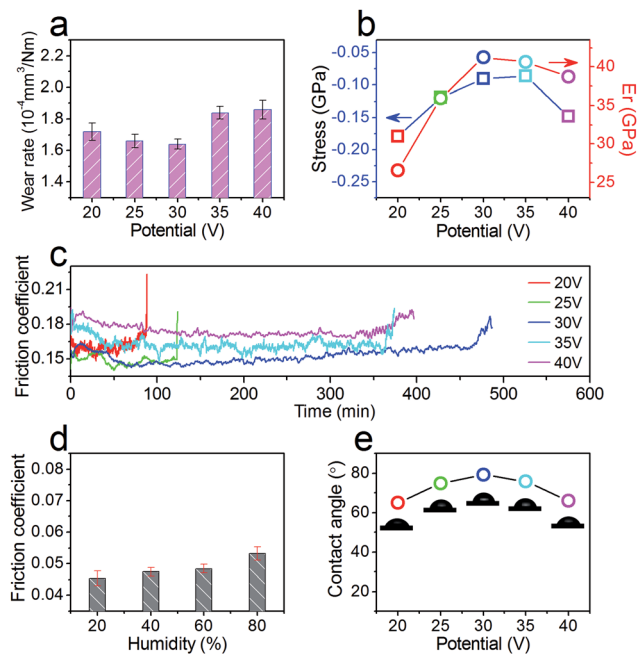 a
Wear rate (10⁻⁴mm³/Nm)
2.2
2.0
1.8
1.6
1.4
20 25 30 35 40
Potential (V)
b
Stress (GPa)
-0.05
-0.10
-0.15
-0.20
-0.25
Er (GPa)
40
35
30
25
20 25 30 35 40
Potential (V)
c
Friction coefficient
0.21
0.18
0.15
20V
25V
30V
35V
40V
0 100 200 300 400 500 600
Time (min)
d
Friction coefficient
0.08
0.07
0.06
0.05
0.04
20 40 60 80
Humidity (%)
e
Contact angle (°)
80
60
40
20
10
20 25 30 35 40
Potential (V)